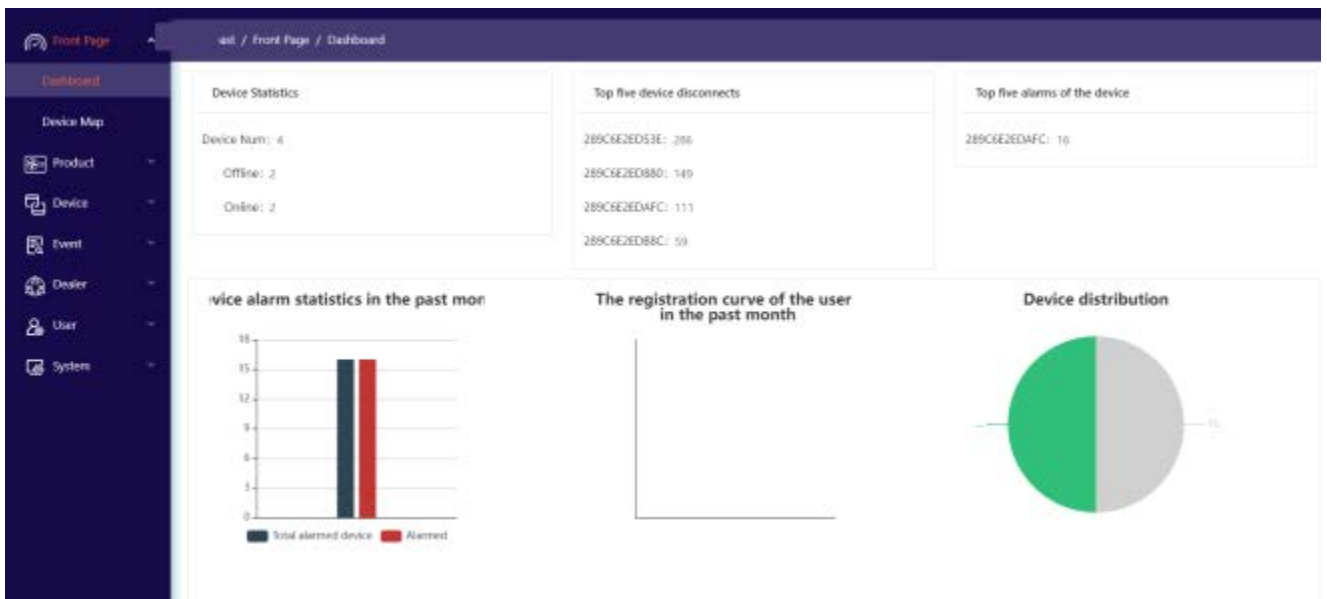 Front Page
Dashboard
Device Map
Product
Device
Event
Dealer
User
System
/ Front Page / Dashboard
Device Statistics
Device Num: 4
Offline: 2
Online: 2
Top five device disconnects
289C6E2ED53E: 286
289C6E2EDB80: 149
289C6E2EDAFC: 111
289C6E2EDB8C: 59
Top five alarms of the device
289C6E2EDAFC: 16
vice alarm statistics in the past mon
18
15
12
9
6
3
0
Total alarmed device Alarmed
The registration curve of the user
in the past month
Device distribution